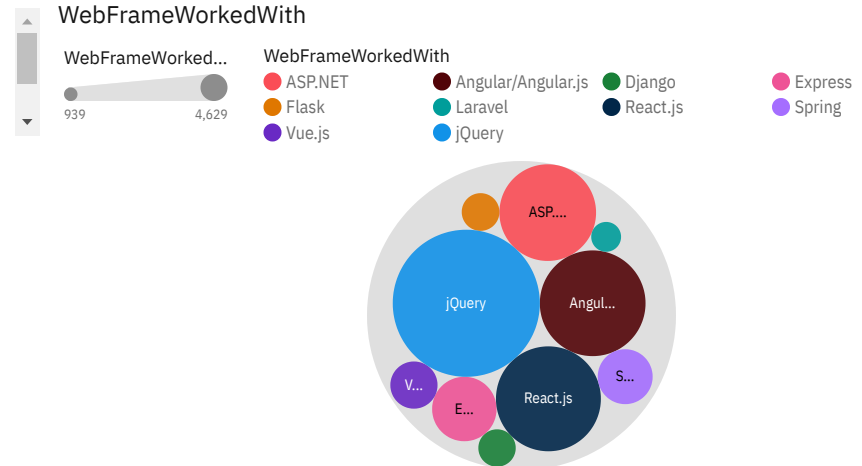 WebFrameWorkedWith
WebFrameWorked...
939 4,629
WebFrameWorkedWith
ASP.NET Angular/Angular.js Django Express
Flask Laravel React.js Spring
Vue.js jQuery
ASP....
jQuery
Angul...
S...
V...
React.js
E...